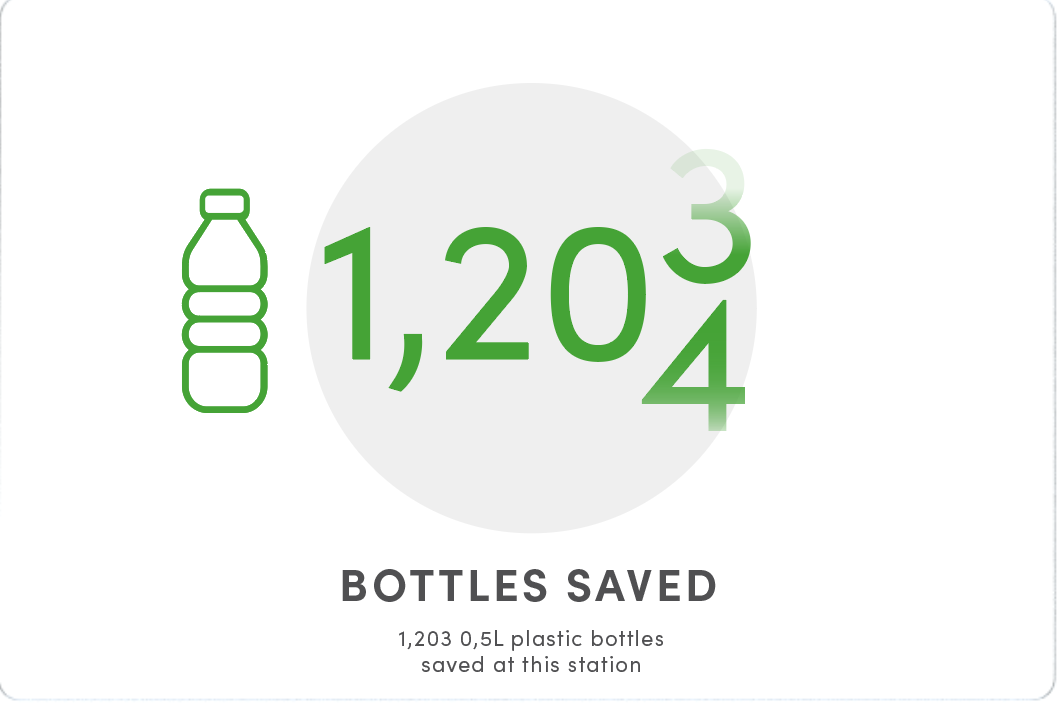 1,203
4
BOTTLES SAVED
1,203 0,5L plastic bottles
saved at this station